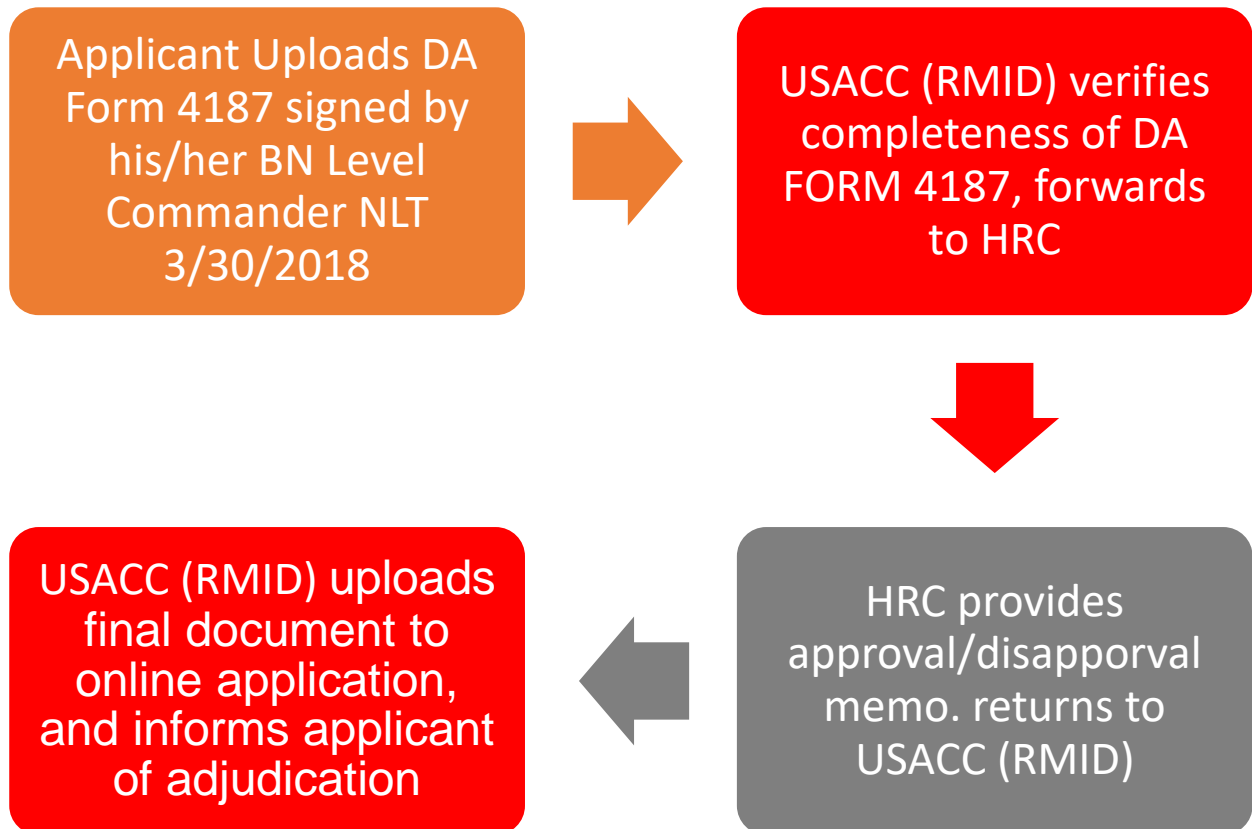 Applicant Uploads DA
Form 4187 signed by
his/her BN Level
Commander NLT
3/30/2018
USACC (RMID) verifies
completeness of DA
FORM 4187, forwards
to HRC
HRC provides
approval/disapporval
memo. returns to
USACC (RMID)
USACC (RMID) uploads
final document to
online application,
and informs applicant
of adjudication